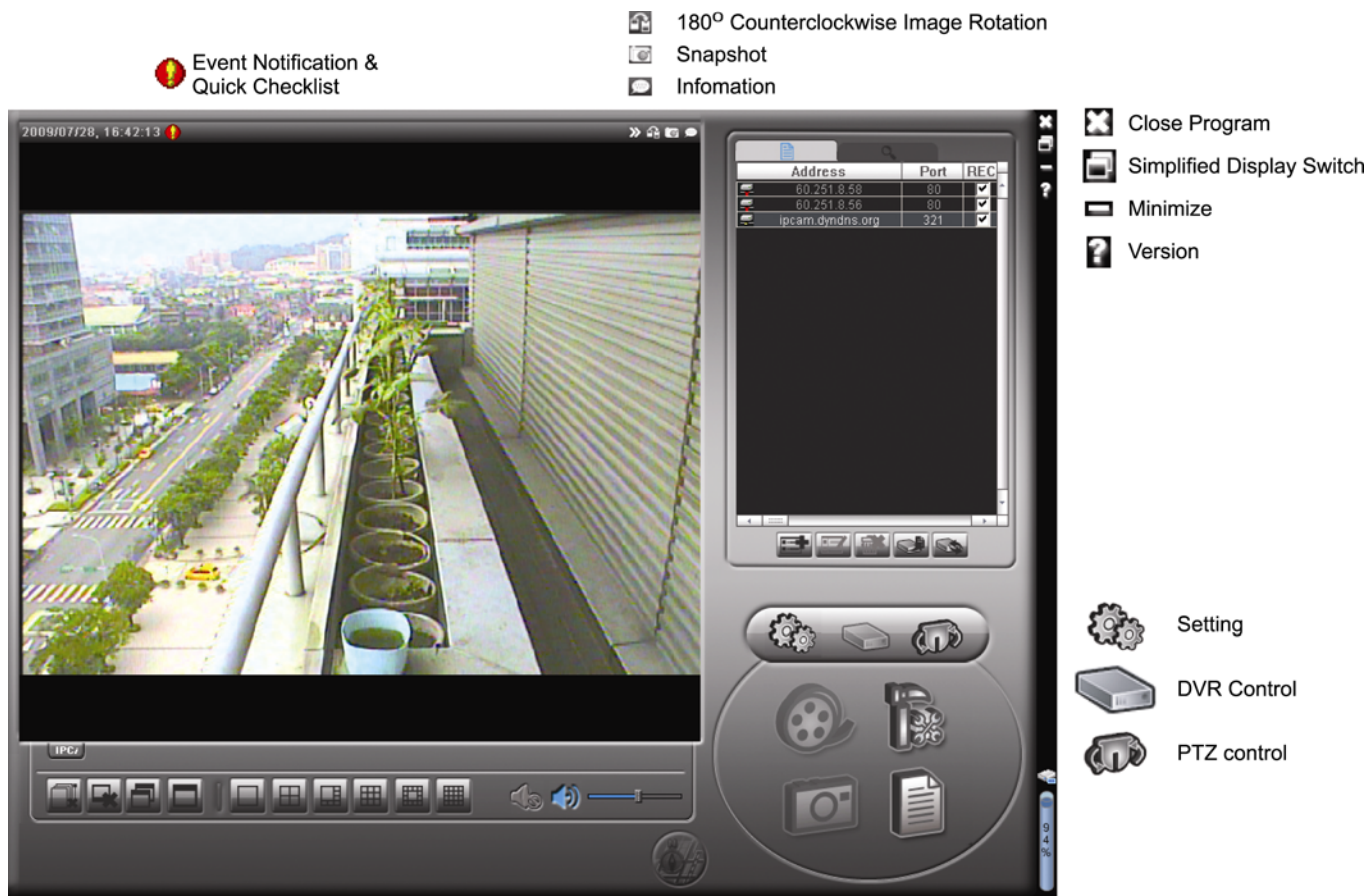 180° Counterclockwise Image Rotation
Snapshot
Infomation
Event Notification &
Quick Checklist
2009/07/28, 16:42:13
Address Port REC
60.251.8.58 80
60.251.8.56 80
ipcam.dyndns.org 321
Close Program
Simplified Display Switch
Minimize
Version
Setting
DVR Control
PTZ control
94%